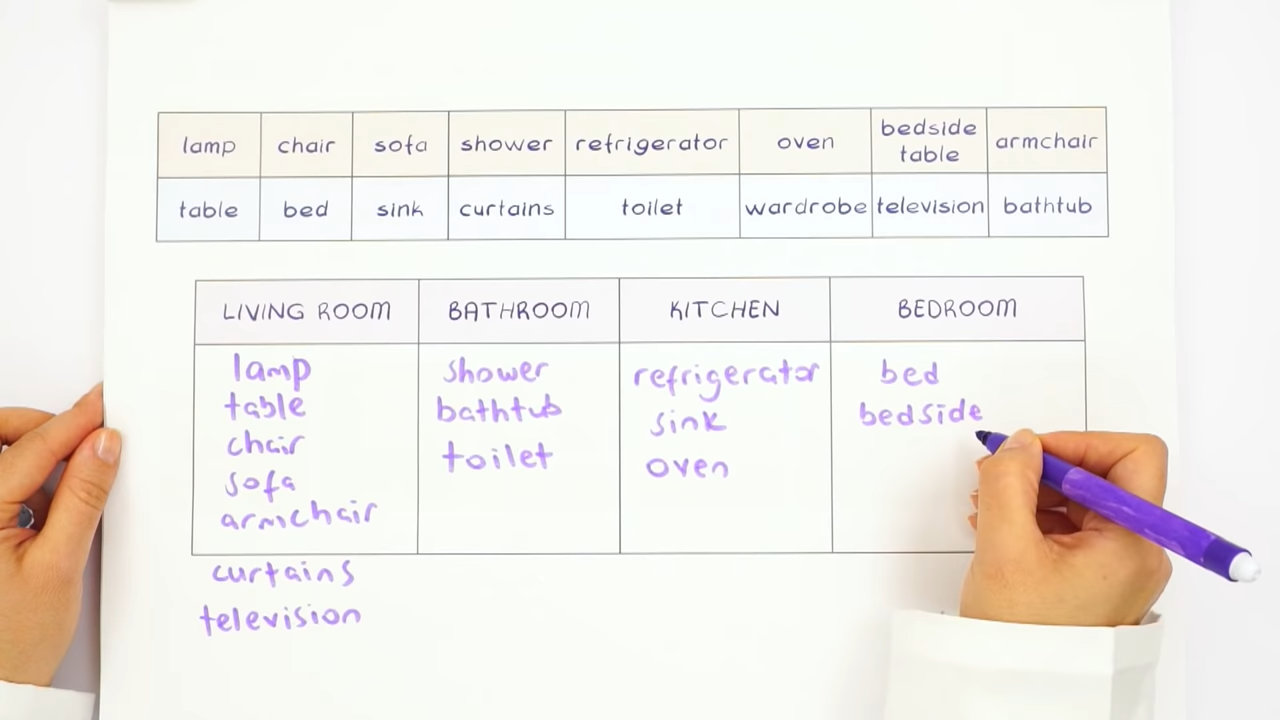 lamp chair sofa shower refrigerator oven bedside table armchair
table bed sink curtains toilet wardrobe television bathtub
LIVING ROOM BATHROOM KITCHEN BEDROOM
lamp shower refrigerator bed
table bathtub sink bedside
chair toilet oven
sofa
armchair
curtains
television